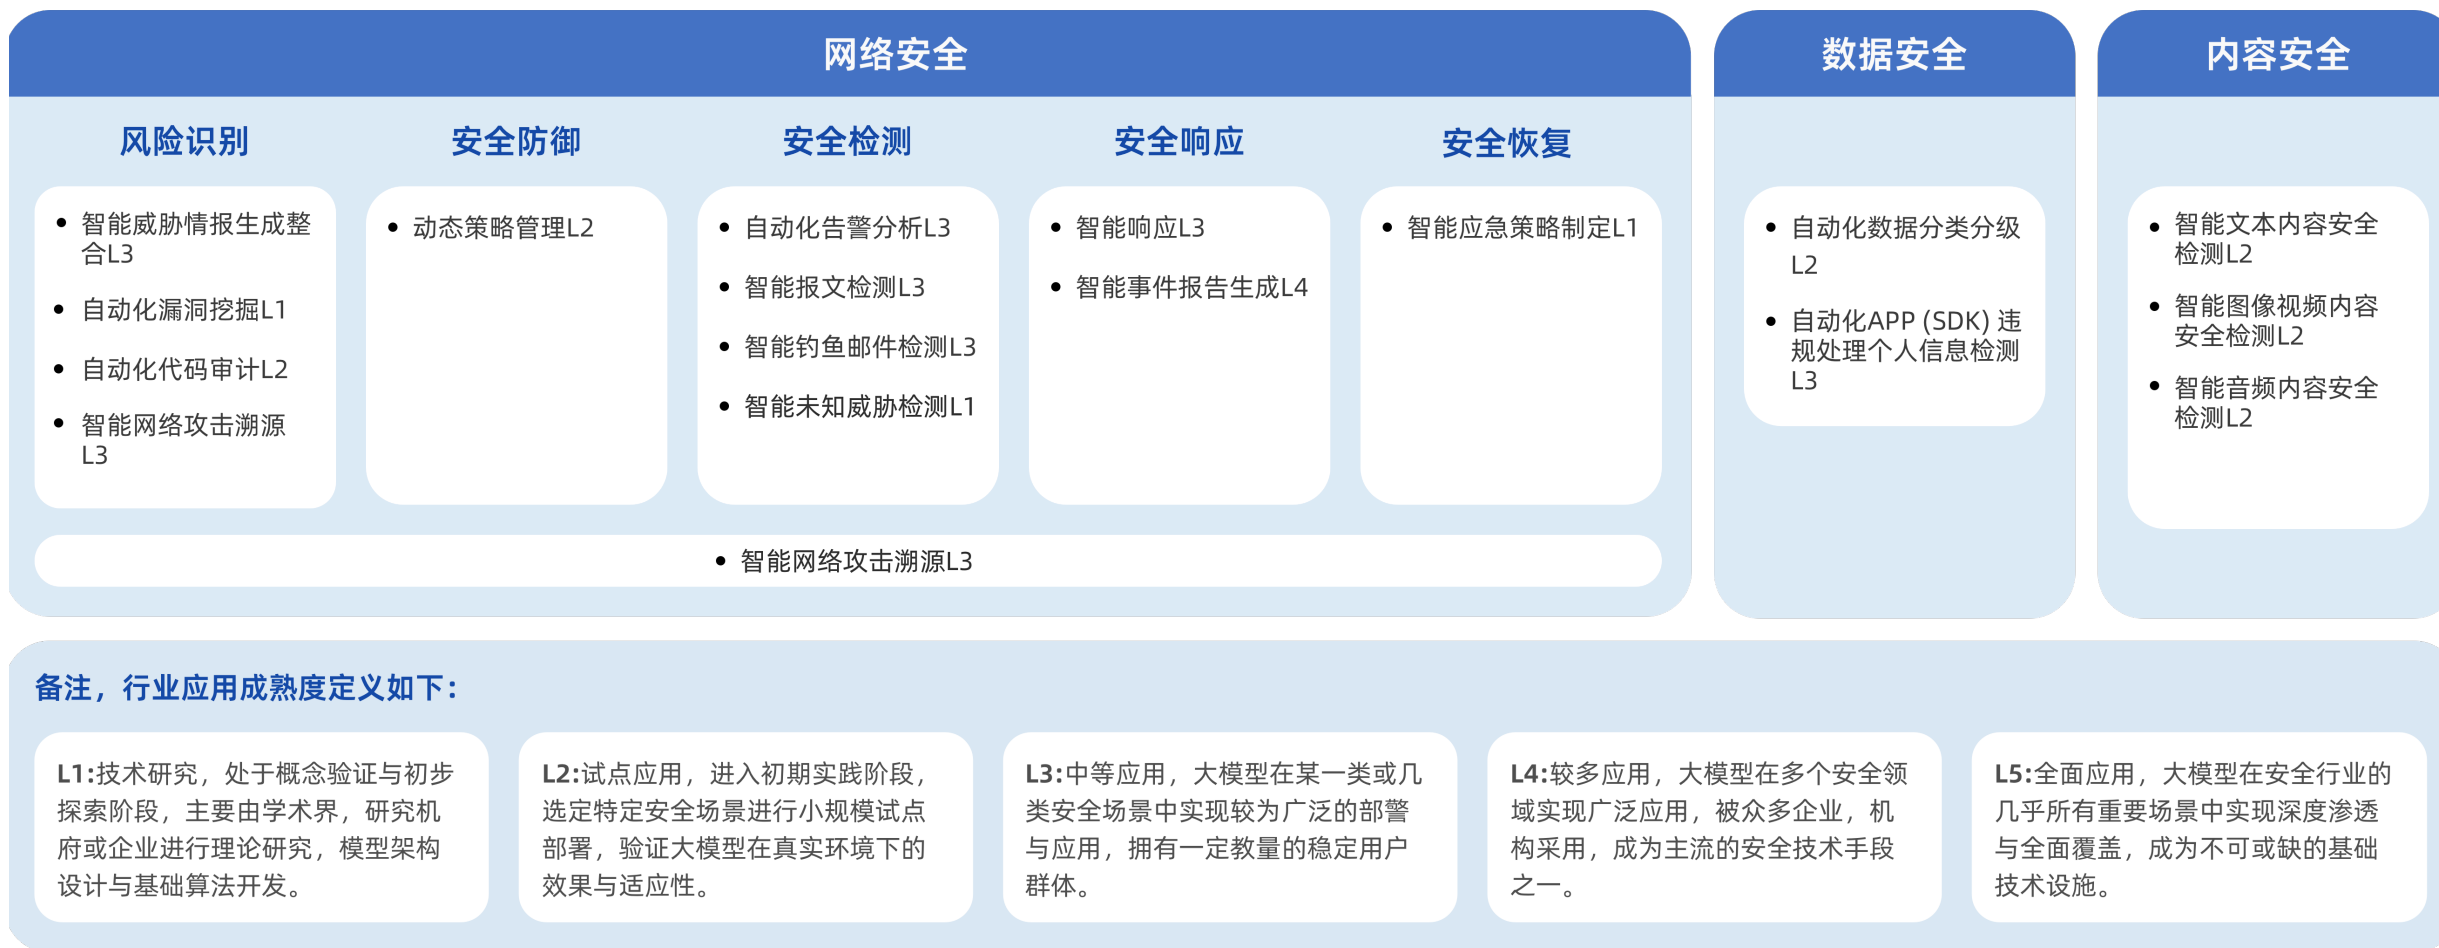 网络安全
风险识别
• 智能威胁情报生成整
合L3
• 自动化漏洞挖掘L1
• 自动化代码审计L2
• 智能网络攻击溯源
L3
安全防御
• 动态策略管理L2
安全检测
• 自动化告警分析L3
• 智能报文检测L3
• 智能钓鱼邮件检测L3
• 智能未知威胁检测L1
安全响应
• 智能响应L3
• 智能事件报告生成L4
安全恢复
• 智能应急策略制定L1
• 智能网络攻击溯源L3
数据安全
• 自动化数据分类分级
L2
• 自动化APP (SDK) 违
规处理个人信息检测
L3
内容安全
• 智能文本内容安全
检测L2
• 智能图像视频内容
安全检测L2
• 智能音频内容安全
检测L2
备注，行业应用成熟度定义如下：
L1:技术研究，处于概念验证与初步
探索阶段，主要由学术界，研究机
府或企业进行理论研究，模型架构
设计与基础算法开发。
L2:试点应用，进入初期实践阶段，
选定特定安全场景进行小规模试点
部署，验证大模型在真实环境下的
效果与适应性。
L3:中等应用，大模型在某一类或几
类安全场景中实现较为广泛的部警
与应用，拥有一定教量的稳定用户
群体。
L4:较多应用，大模型在多个安全领
域实现广泛应用，被众多企业，机
构采用，成为主流的安全技术手段
之一。
L5:全面应用，大模型在安全行业的
几乎所有重要场景中实现深度渗透
与全面覆盖，成为不可或缺的基础
技术设施。